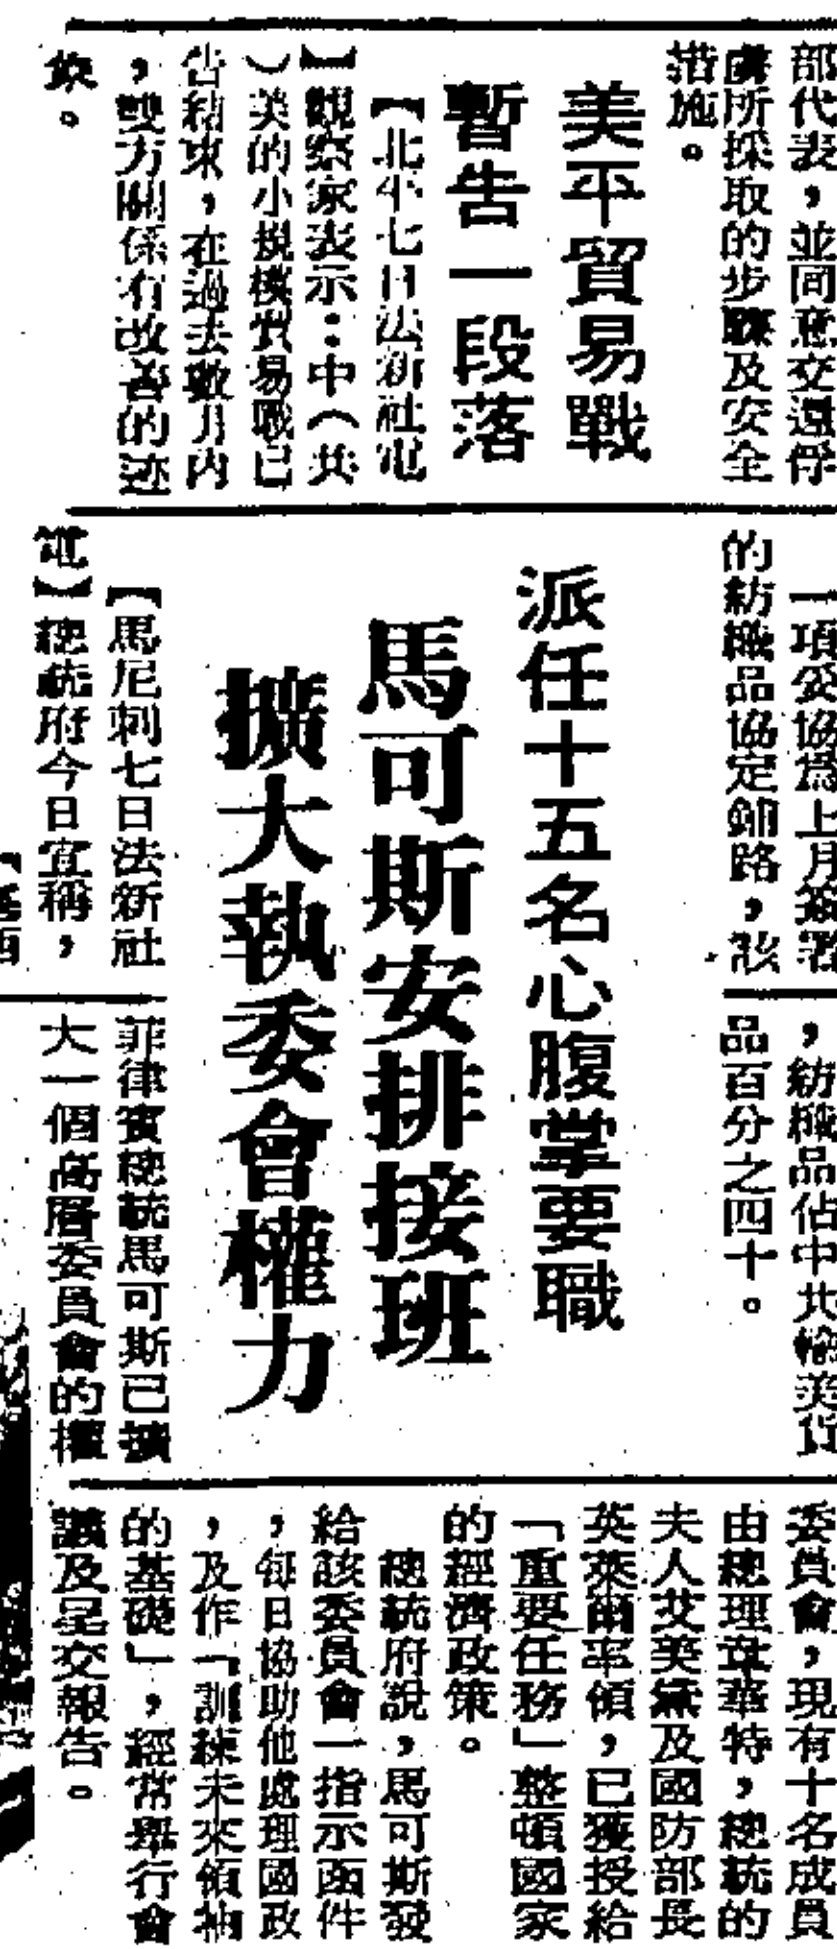 部代表，並同意交還俘
虜所採取的步驟及安全
措施。
美平貿易戰
暫告一段落
【北平七日法新社電
】觀察家表示：中（共
）美的小規模貿易戰已
告結束，在過去數月內
，雙方關係有改善的迹
象。
一項妥協爲上月簽署
的紡織品協定鋪路，該
派任十五名心腹掌要職
馬可斯安排接班
擴大執委會權力
【馬尼刺七日法新社
電】總統府今日宣稱，
，紡織品佔中共輸美貨
品百分之四十。
菲律賓總統馬可斯已擴
大一個高層委員會的權
委員會，現有十名成員
由總理韋華特，總統的
夫人艾美黛及國防部長
英萊爾率領，已獲授給
「重要任務」整頓國家
的經濟政策。
總統府說，馬可斯發
給該委員會一指示函件
，每日協助他處理國政
，及作「訓練未來領袖
的基礎」，經常舉行會
議及呈交報告。